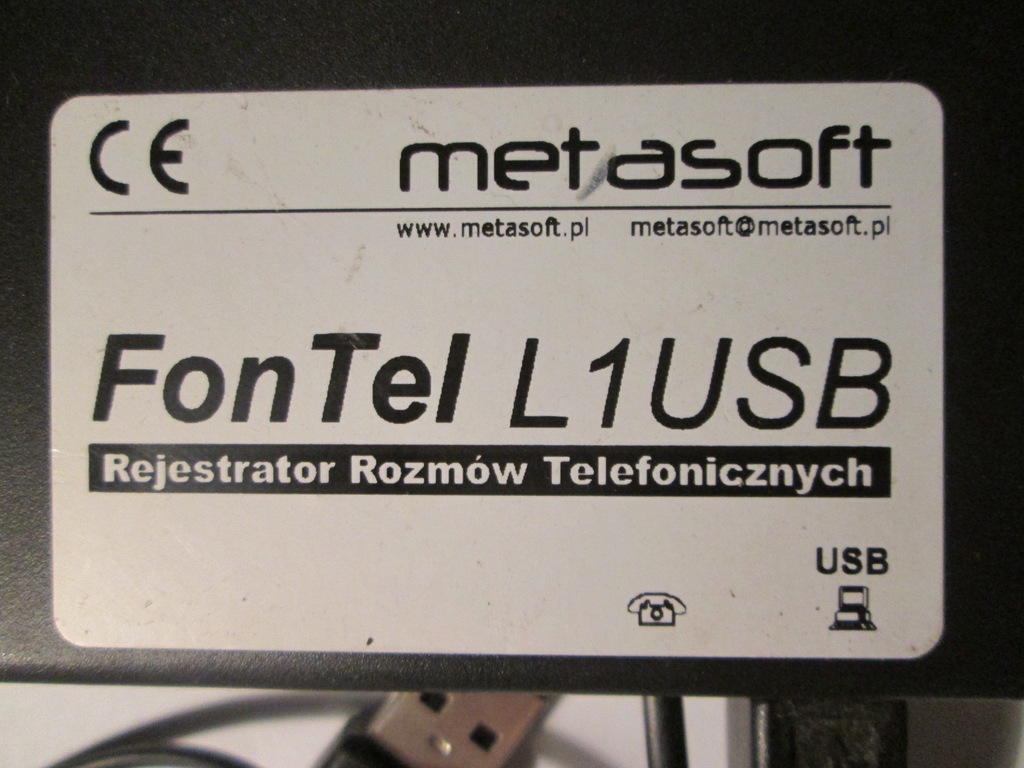 CE metasoft
www.metasoft.pl metasoft@metasoft.pl
FonTel L1USB
Rejestrator Rozmów Telefonicznych
USB